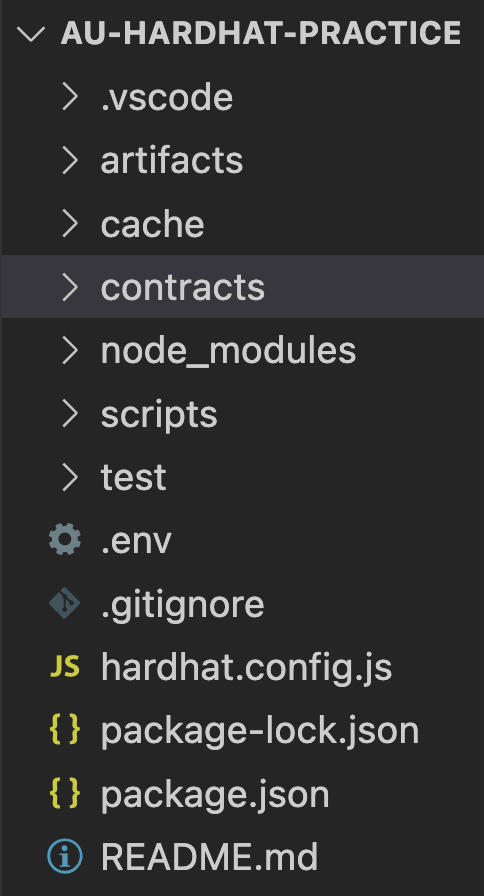 AU-HARDHAT-PRACTICE
.vscode
artifacts
cache
contracts
node_modules
scripts
test
.env
.gitignore
JS hardhat.config.js
{} package-lock.json
{} package.json
README.md